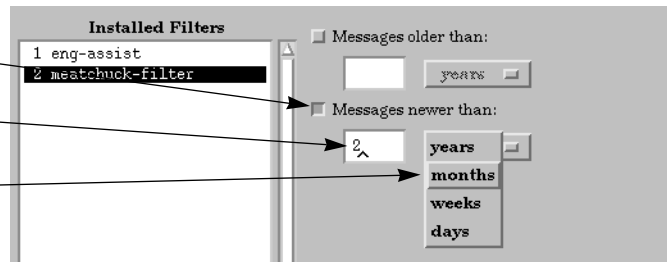 Installed Filters
1 eng-assist
2 meatchuck-filter
Messages older than:
years
Messages newer than:
2
years
months
weeks
days